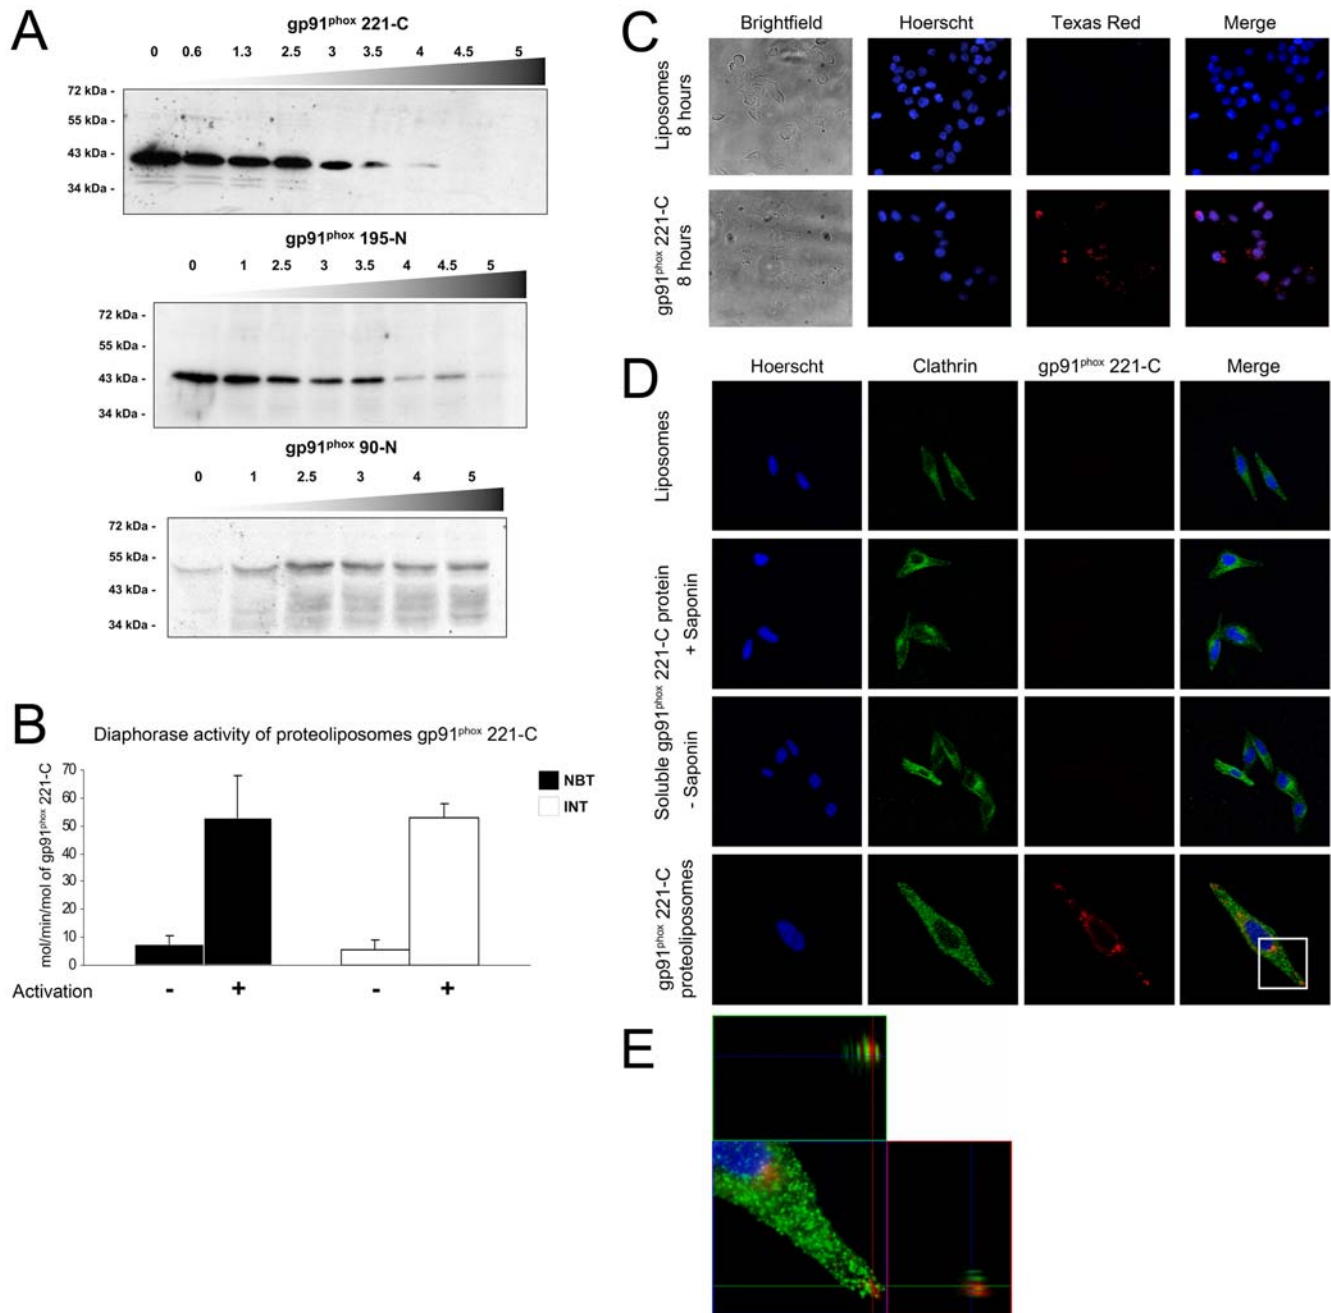 A
gp91phox 221-C
0 0.6 1.3 2.5 3 3.5 4 4.5 5
72 kDa -
55 kDa -
43 kDa -
34 kDa -
gp91phox 195-N
0 1 2.5 3 3.5 4 4.5 5
72 kDa -
55 kDa -
43 kDa -
34 kDa -
gp91phox 90-N
0 1 2.5 3 4 5
72 kDa -
55 kDa -
43 kDa -
34 kDa -
B
Diaphorase activity of proteoliposomes gp91phox 221-C
mol/min/mol of gp91phox 221-C
70
60
50
40
30
20
10
0
NBT
INT
Activation - + - +
C
Brightfield Hoerscht Texas Red Merge
Liposomes
8 hours
gp91phox 221-C
8 hours
D
Hoerscht Clathrin gp91phox 221-C Merge
Liposomes
Soluble gp91phox 221-C protein
+ Saponin
- Saponin
gp91phox 221-C
proteoliposomes
E